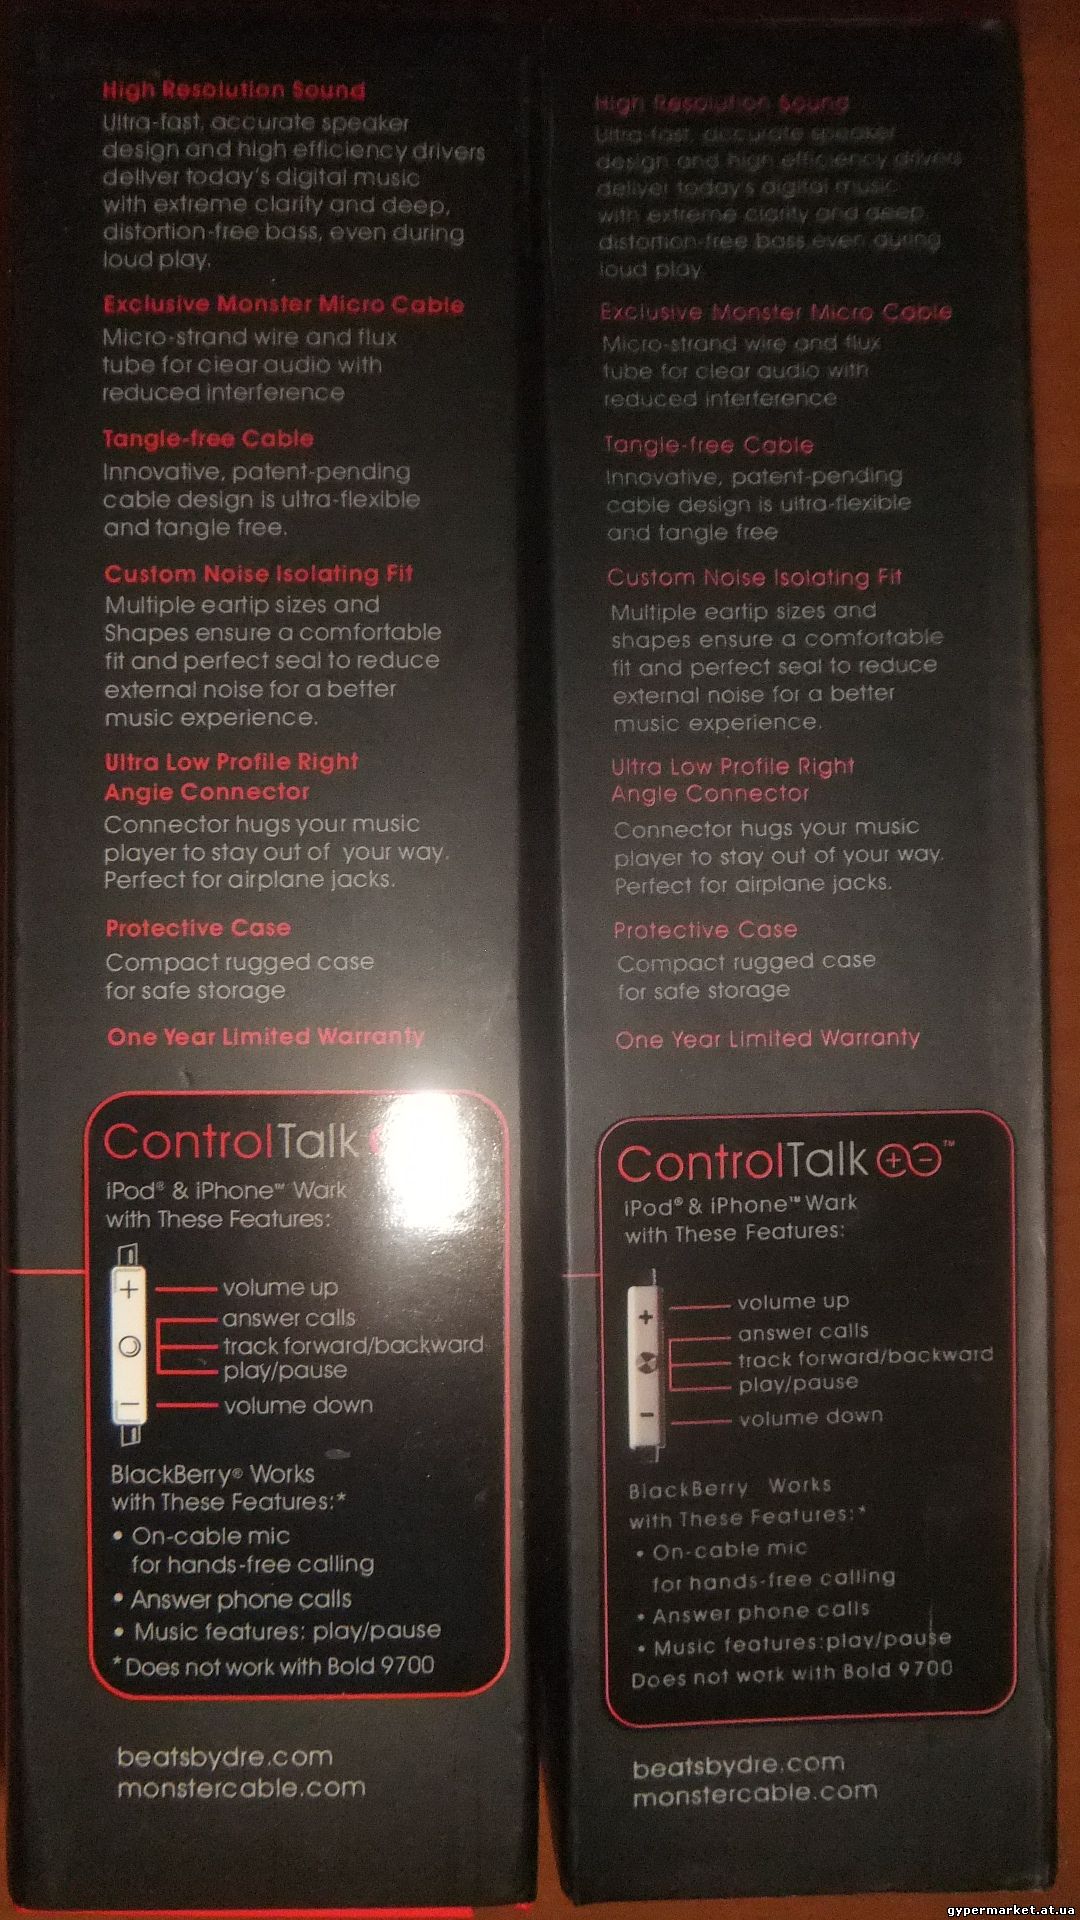 High Resolution Sound
Ultra-fast, accurate speaker
design and high efficiency drivers
deliver today's digital music
with extreme clarity and deep,
distortion-free bass, even during
loud play.
Exclusive Monster Micro Cable
Micro-strand wire and flux
tube for clear audio with
reduced interference
Tangle-free Cable
Innovative, patent-pending
cable design is ultra-flexible
and tangle free.
Custom Noise Isolating Fit
Multiple eartip sizes and
Shapes ensure a comfortable
fit and perfect seal to reduce
external noise for a better
music experience.
Ultra Low Profile Right
Angle Connector
Connector hugs your music
player to stay out of your way.
Perfect for airplane jacks.
Protective Case
Compact rugged case
for safe storage
One Year Limited Warranty
ControlTalk
iPod® & iPhone™ Wark
with These Features:
volume up
answer calls
track forward/backward
play/pause
volume down
BlackBerry® Works
with These Features:*
• On-cable mic
for hands-free calling
• Answer phone calls
• Music features: play/pause
*Does not work with Bold 9700
beatsbydre.com
monstercable.com
High Resolution Sound
Ultra-fast, accurate speaker
design and high efficiency drivers
deliver today's digital music
with extreme clarity and deep,
distortion-free bass, even during
loud play.
Exclusive Monster Micro Cable
Micro-strand wire and flux
tube for clear audio with
reduced interference
Tangle-free Cable
Innovative, patent-pending
cable design is ultra-flexible
and tangle free
Custom Noise Isolating Fit
Multiple eartip sizes and
shapes ensure a comfortable
fit and perfect seal to reduce
external noise for a better
music experience.
Ultra Low Profile Right
Angle Connector
Connector hugs your music
player to stay out of your way.
Perfect for airplane jacks.
Protective Case
Compact rugged case
for safe storage
One Year Limited Warranty
ControlTalk ™
iPod® & iPhone™ Wark
with These Features:
volume up
answer calls
track forward/backward
play/pause
volume down
BlackBerry Works
with These Features:*
• On-cable mic
for hands-free calling
• Answer phone calls
• Music features:play/pause
Does not work with Bold 9700
beatsbydre.com
monstercable.com
gypermarket.at.ua